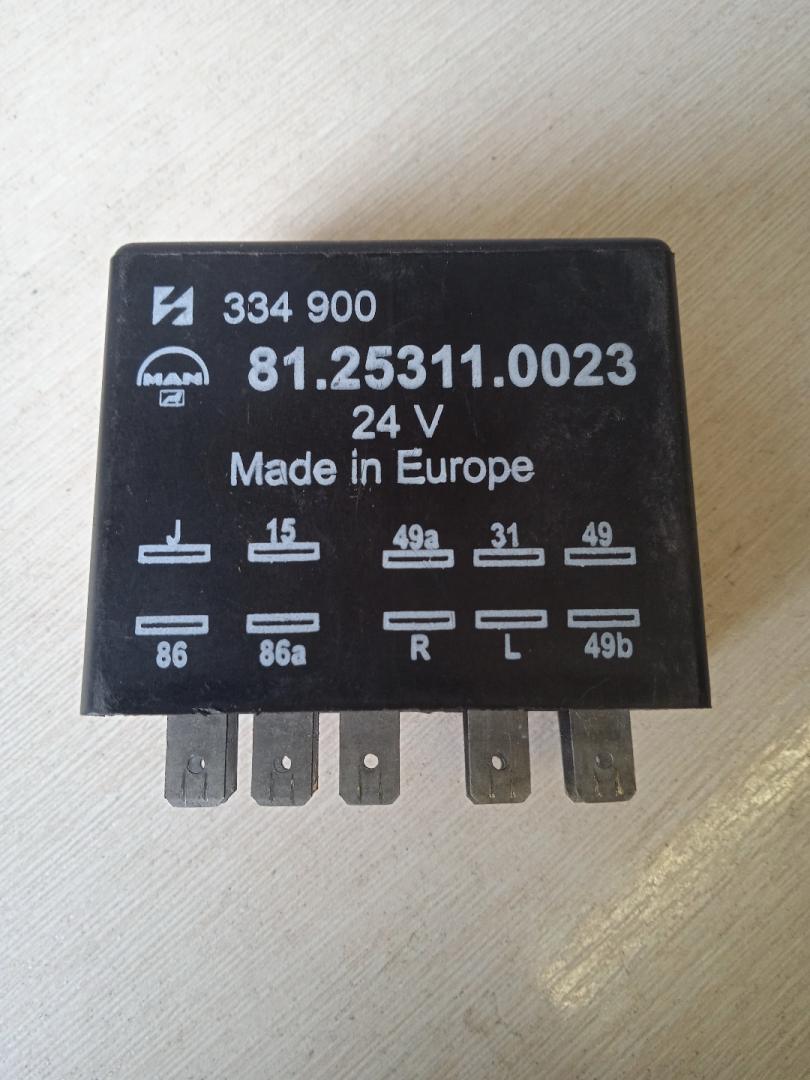 334 900
MAN 81.25311.0023
24 V
Made in Europe
J 15 49a 31 49
86 86a R L 49b